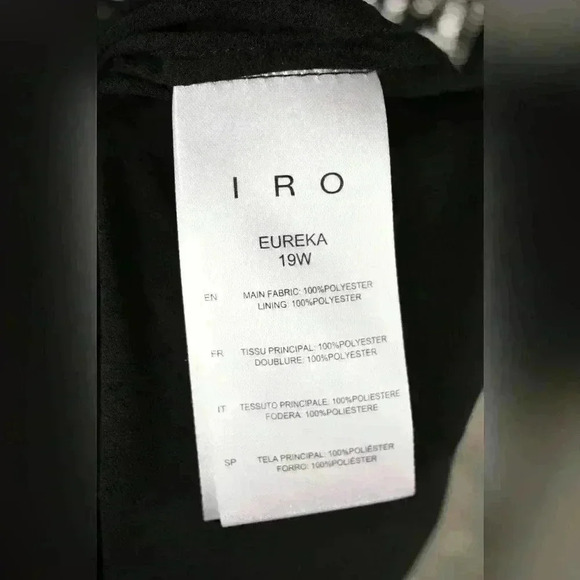 IRO
EUREKA
19W
EN MAIN FABRIC: 100%POLYESTER
LINING: 100%POLYESTER
FR TISSU PRINCIPAL: 100%POLYESTER
DOUBLURE: 100%POLYESTER
IT TESSUTO PRINCIPALE: 100%POLIESTERE
FODERA: 100%POLIESTERE
SP TELA PRINCIPAL: 100%POLIÉSTER
FORRO: 100%POLIÉSTER